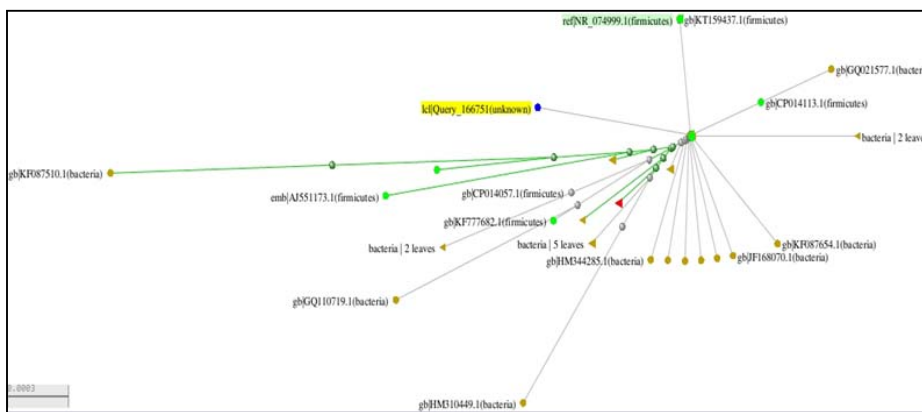 ref|NR_074999.1(firmicutes)
gb|KT159437.1(firmicutes)
gb|GQ021577.1(bacteri
gb|CP014113.1(firmicutes)
lcl|Query_166751(unknown)
bacteria | 2 leave
gb|KF087510.1(bacteria)
gb|CP014057.1(firmicutes)
emb|AJ551173.1(firmicutes)
gb|KF777682.1(firmicutes)
bacteria | 2 leaves
bacteria | 5 leaves
gb|KF087654.1(bacteria)
gb|HM344285.1(bacteria)
gb|JF168070.1(bacteria)
gb|GQ110719.1(bacteria)
0.0003
gb|HM310449.1(bacteria)